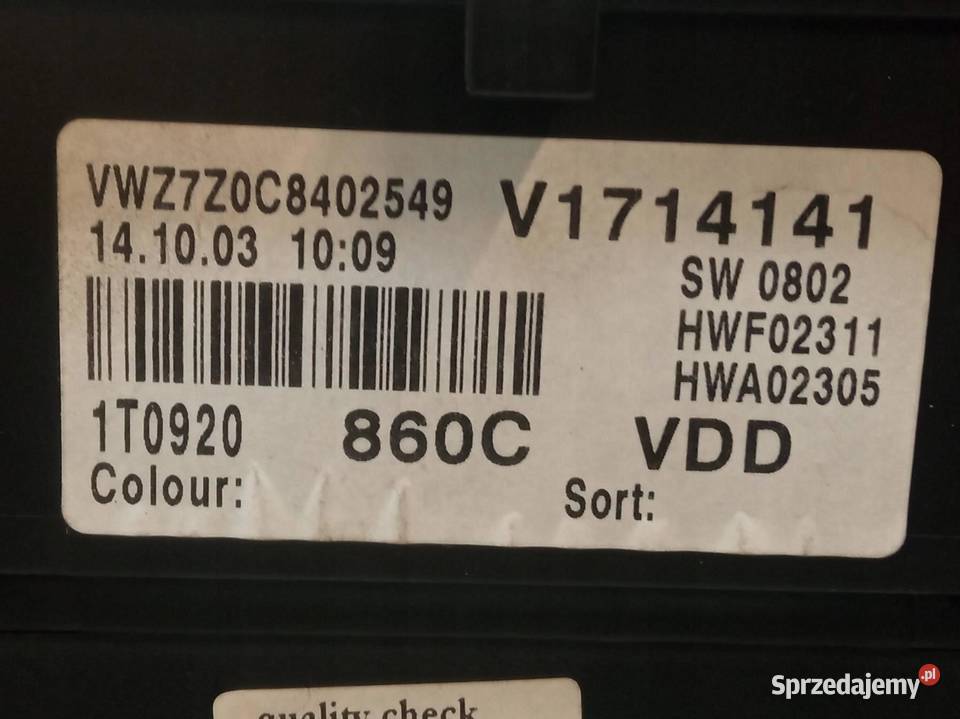 VWZ7Z0C8402549 V1714141
14.10.03 10:09
SW 0802
HWF02311
HWA02305
1T0920 860C VDD
Colour: Sort:
quality check
Sprzedajemy.pl